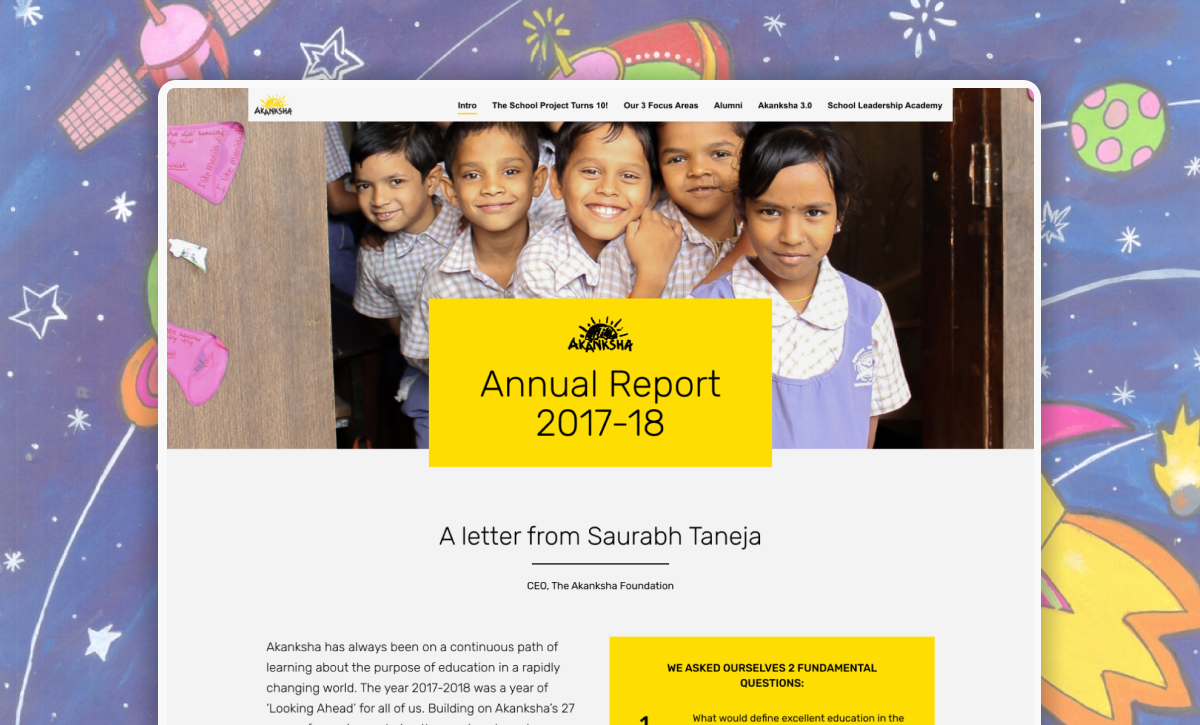 AKANKSHA
Intro The School Project Turns 10! Our 3 Focus Areas Alumni Akanksha 3.0 School Leadership Academy
AKANKSHA
Annual Report
2017-18
A letter from Saurabh Taneja
CEO, The Akanksha Foundation
Akanksha has always been on a continuous path of
learning about the purpose of education in a rapidly
changing world. The year 2017-2018 was a year of
‘Looking Ahead’ for all of us. Building on Akanksha’s 27
WE ASKED OURSELVES 2 FUNDAMENTAL
QUESTIONS:
1 What would define excellent education in the